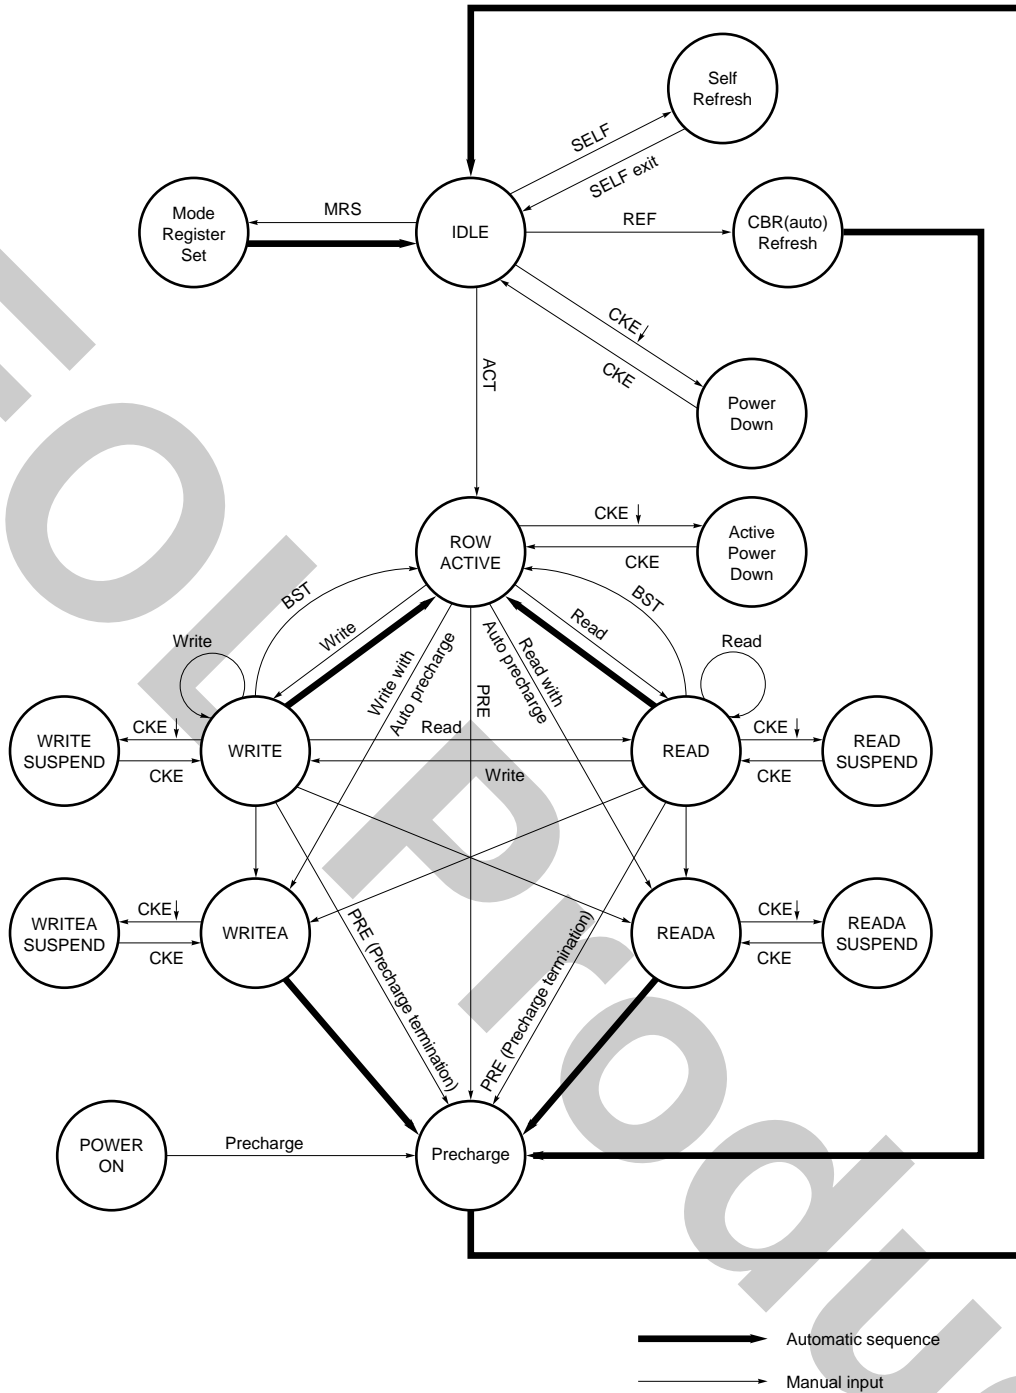 Self
Refresh
SELF
SELF exit
Mode
Register
Set
MRS
IDLE
REF
CBR(auto)
Refresh
CKE↓
CKE
ACT
Power
Down
ROW
ACTIVE
CKE ↓
CKE
Active
Power
Down
BST
BST
Write
Read
Write
Read
Write with
Auto precharge
PRE
Read with
Auto precharge
WRITE
SUSPEND
CKE↓
CKE
WRITE
Read
Write
READ
CKE ↓
CKE
READ
SUSPEND
WRITEA
SUSPEND
CKE↓
CKE
WRITEA
PRE (Precharge termination)
PRE (Precharge termination)
READA
CKE↓
CKE
READA
SUSPEND
POWER
ON
Precharge
Precharge
Automatic sequence
Manual input
EOL Produ